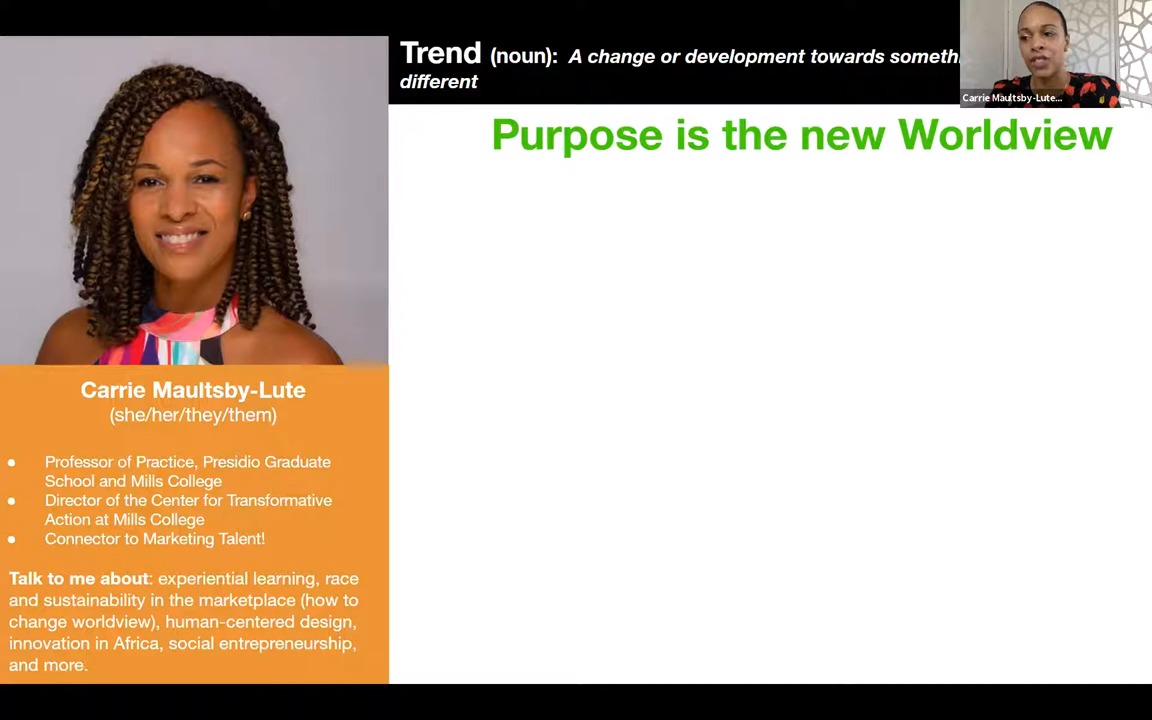 Trend (noun): A change or development towards
different
Carrie Maultsby-Lute...
Purpose is the new Worldview
Carrie Maultsby-Lute
(she/her/they/them)
● Professor of Practice, Presidio Graduate
School and Mills College
● Director of the Center for Transformative
Action at Mills College
● Connector to Marketing Talent!
Talk to me about: experiential learning, race
and sustainability in the marketplace (how to
change worldview), human-centered design,
innovation in Africa, social entrepreneurship,
and more.